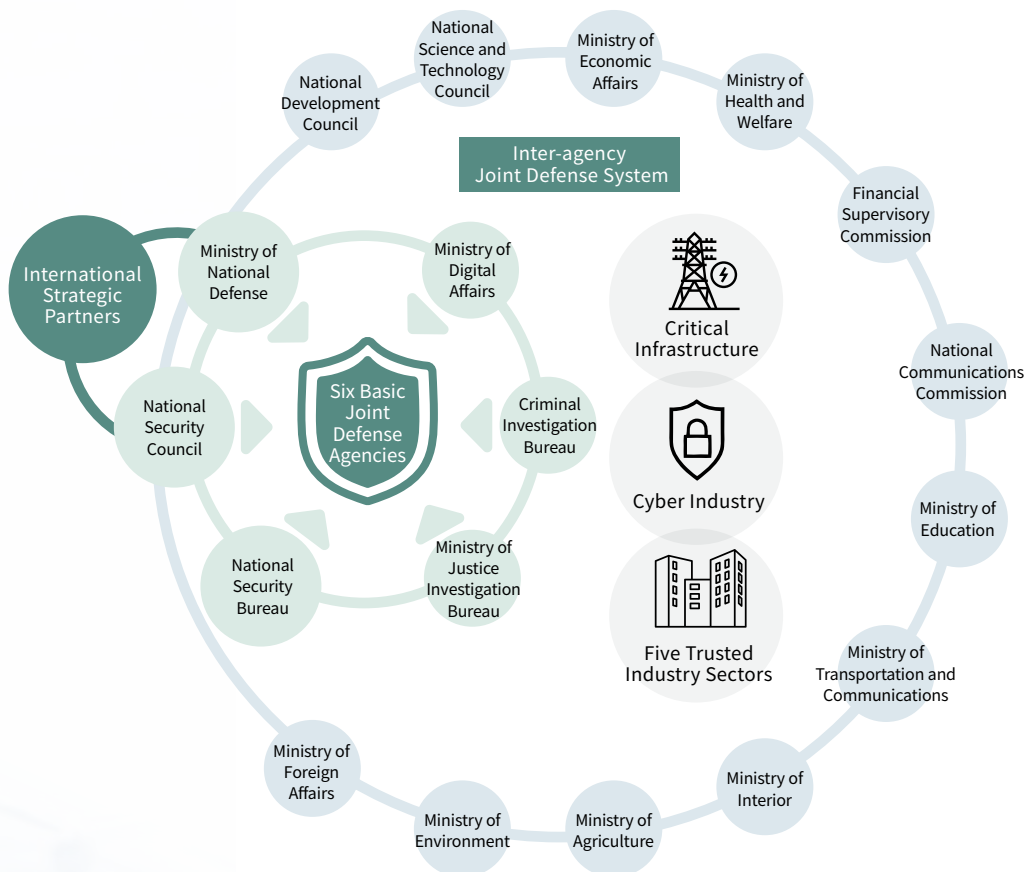 National
Science and
Technology
Council
Ministry of
Economic
Affairs
National
Development
Council
Ministry of
Health and
Welfare
Inter-agency
Joint Defense System
Financial
Supervisory
Commission
International
Strategic
Partners
Ministry of
National
Defense
Ministry of
Digital
Affairs
Critical
Infrastructure
National
Communications
Commission
National
Security
Council
Six Basic
Joint
Defense
Agencies
Criminal
Investigation
Bureau
Cyber Industry
Ministry of
Education
National
Security
Bureau
Ministry of
Justice
Investigation
Bureau
Five Trusted
Industry Sectors
Ministry of
Transportation and
Communications
Ministry of
Foreign
Affairs
Ministry of
Environment
Ministry of
Agriculture
Ministry of
Interior